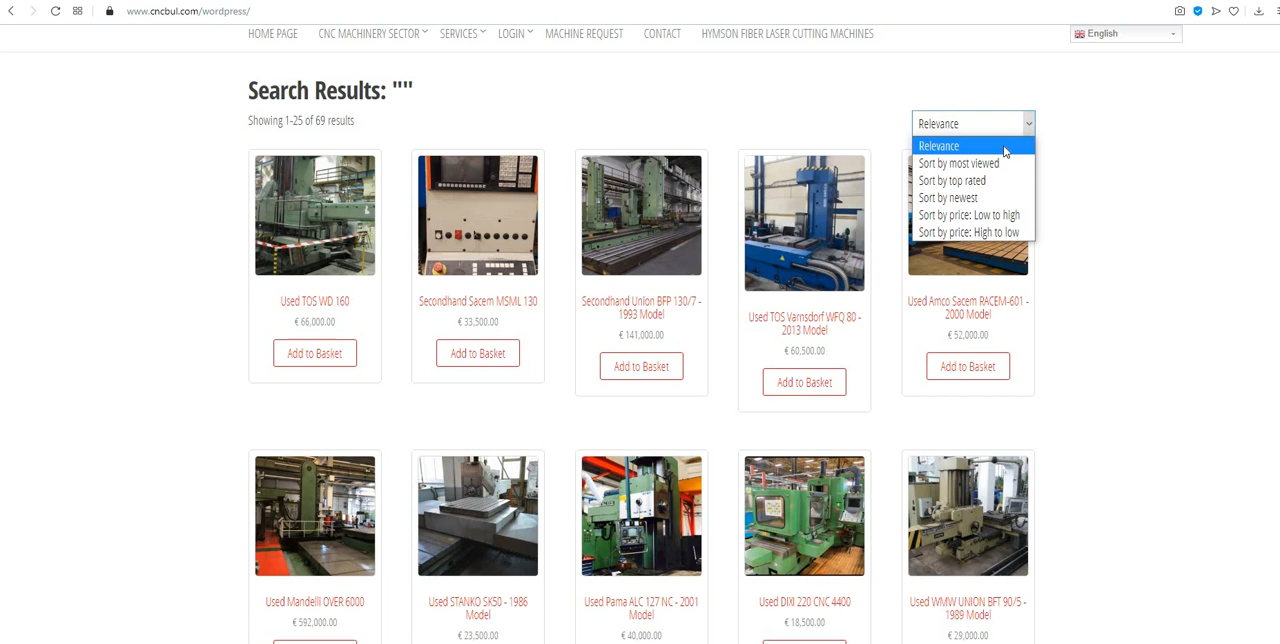 www.cncbul.com/wordpress/
HOME PAGE
CNC MACHINERY SECTOR
SERVICES
LOGIN
MACHINE REQUEST
CONTACT
HYMSON FIBER LASER CUTTING MACHINES
English
Search Results: ""
Showing 1-25 of 69 results
Relevance
Relevance
Sort by most viewed
Sort by top rated
Sort by newest
Sort by price: Low to high
Sort by price: High to low
Used TOS WD 160
€ 66,000.00
Add to Basket
Secondhand Sacem MSML 130
€ 33,500.00
Add to Basket
Secondhand Union BFP 130/7 -
1993 Model
€ 141,000.00
Add to Basket
Used TOS Varnsdorf WFQ 80 -
2013 Model
€ 60,500.00
Add to Basket
Used Amco Sacem RACEM-601 -
2000 Model
€ 52,000.00
Add to Basket
Used Mandelli OVER 6000
€ 592,000.00
Used STANKO SK50 - 1986
Model
€ 23,500.00
Used Pama ALC 127 NC - 2001
Model
€ 40,000.00
Used DIXI 220 CNC 4400
€ 18,500.00
Used WMW UNION BFT 90/5 -
1989 Model
€ 29,000.00